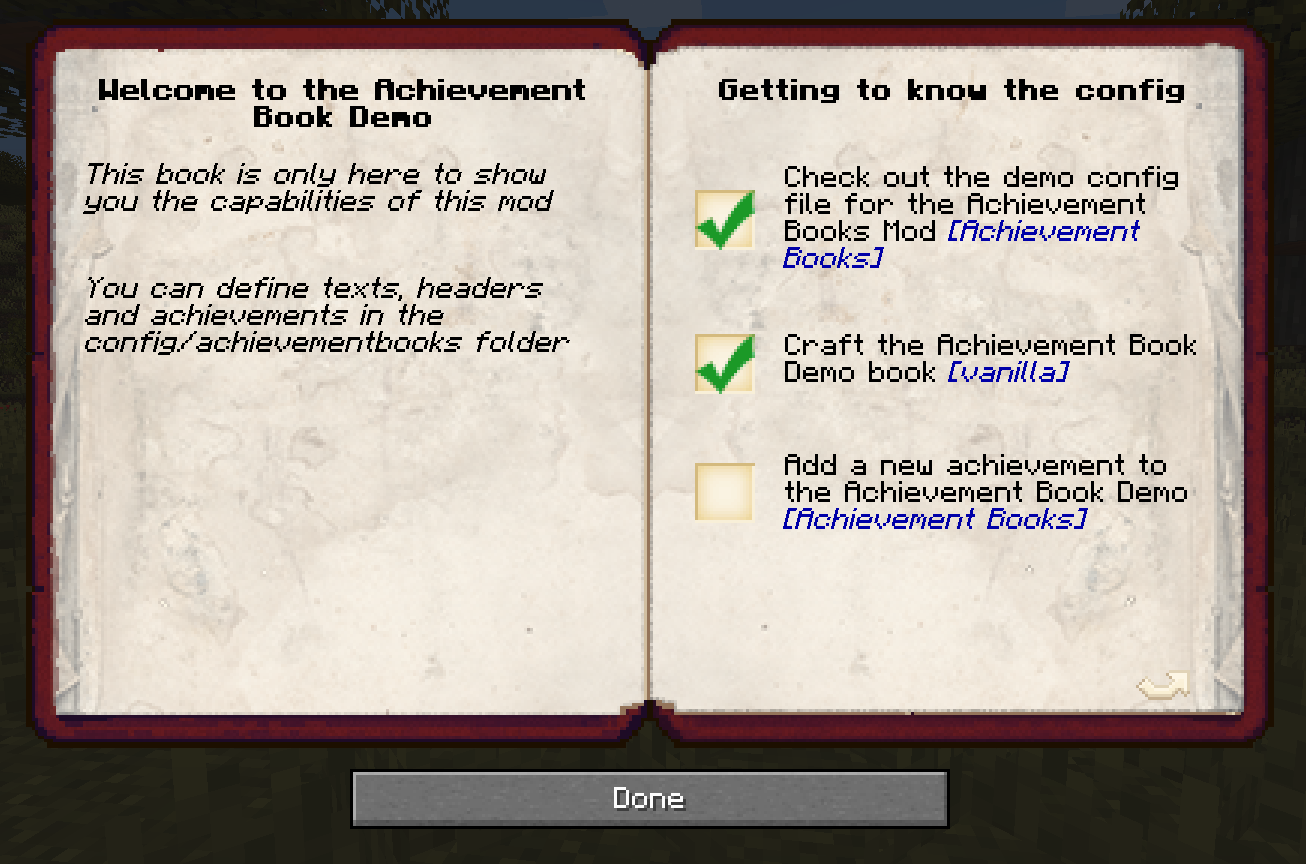 Welcome to the Achievement
Book Demo
This book is only here to show
you the capabilities of this mod
You can define texts, headers
and achievements in the
config/achievementbooks folder
Getting to know the config
Check out the demo config
file for the Achievement
Books Mod [Achievement
Books]
Craft the Achievement Book
Demo book [vanilla]
Add a new achievement to
the Achievement Book Demo
[Achievement Books]
Done